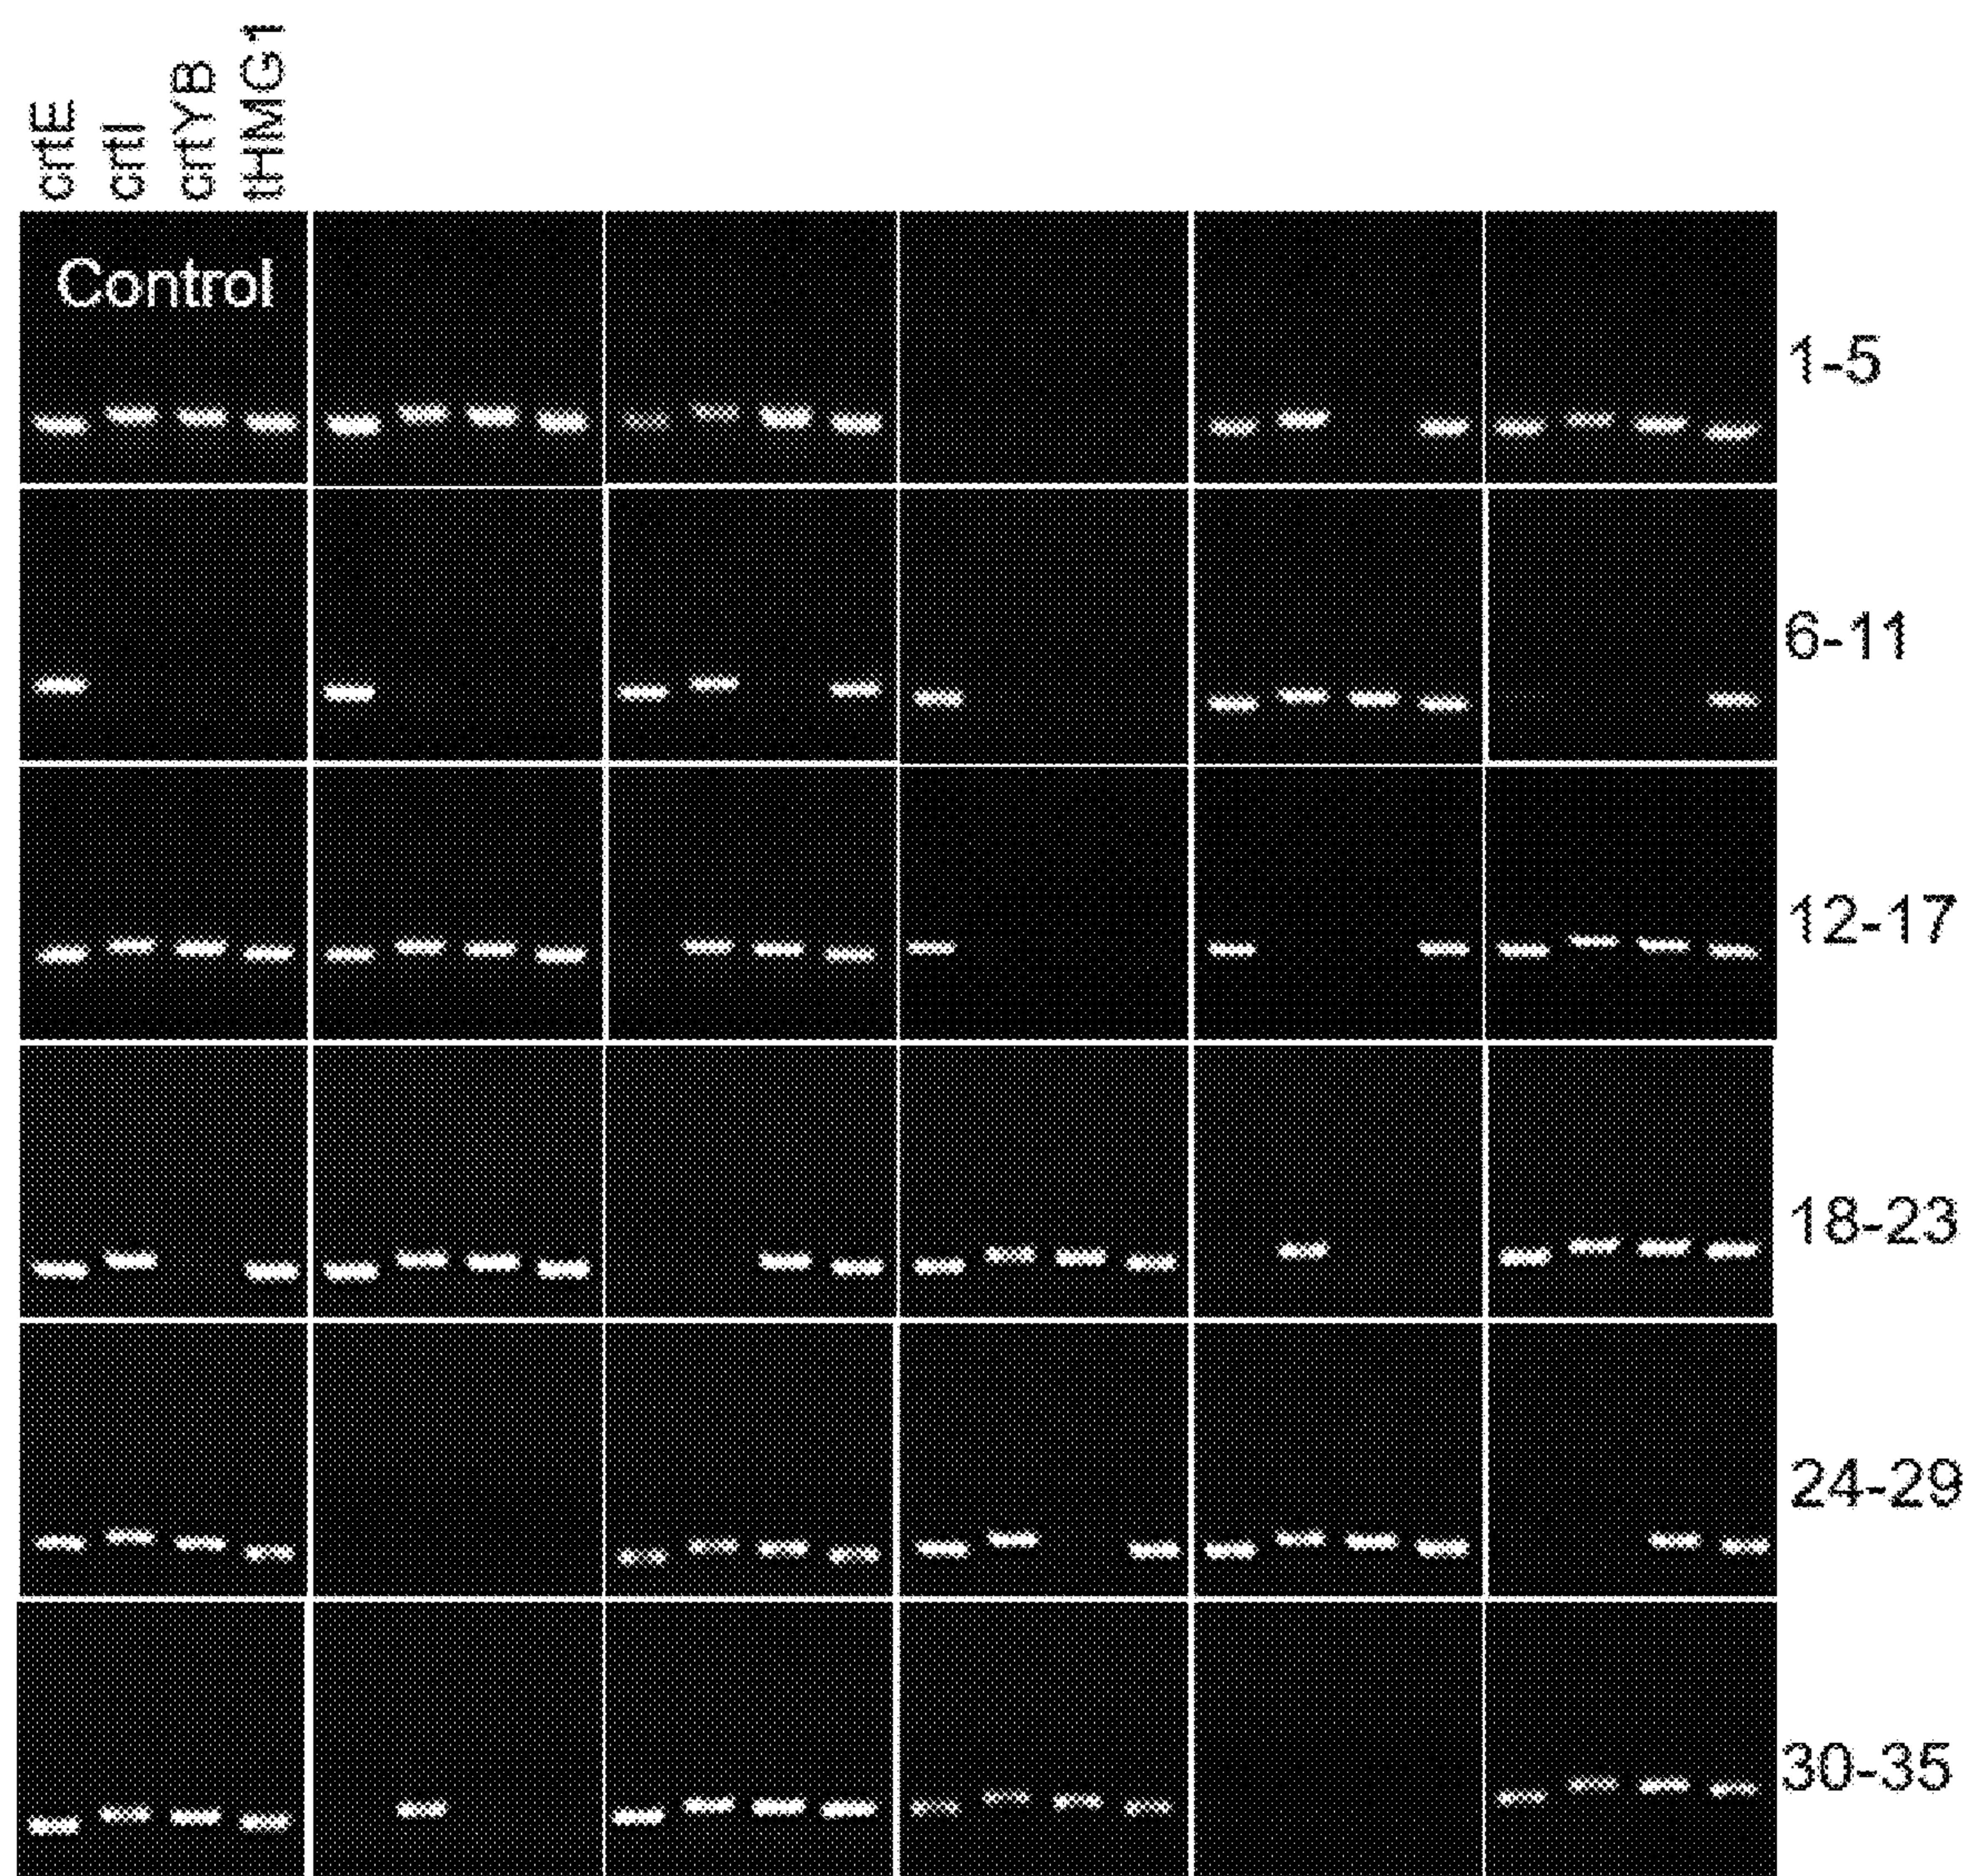 crtE
crtI
crtYB
tHMG1
Control
1-5
6-11
12-17
18-23
24-29
30-35